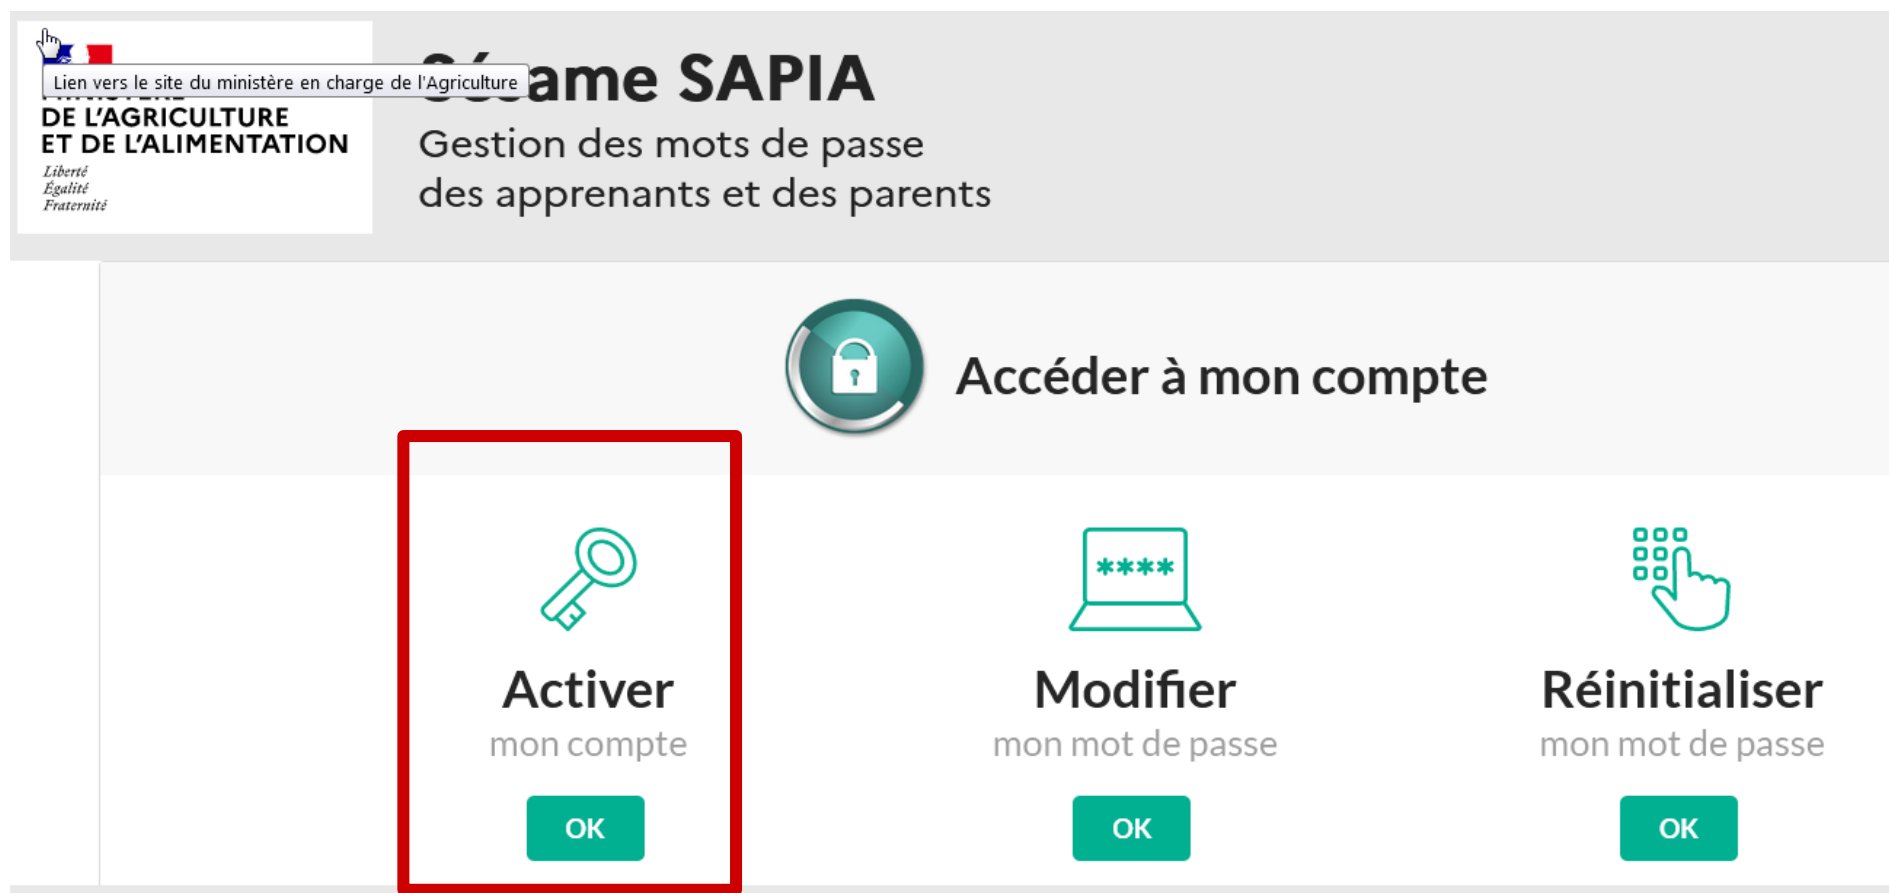 Lien vers le site du ministère en charge de l'Agriculture
DE L'AGRICULTURE
ET DE L'ALIMENTATION
Liberté
Égalité
Fraternité
Sésame SAPIA
Gestion des mots de passe
des apprenants et des parents
Accéder à mon compte
Activer
mon compte
OK
Modifier
mon mot de passe
OK
Réinitialiser
mon mot de passe
OK